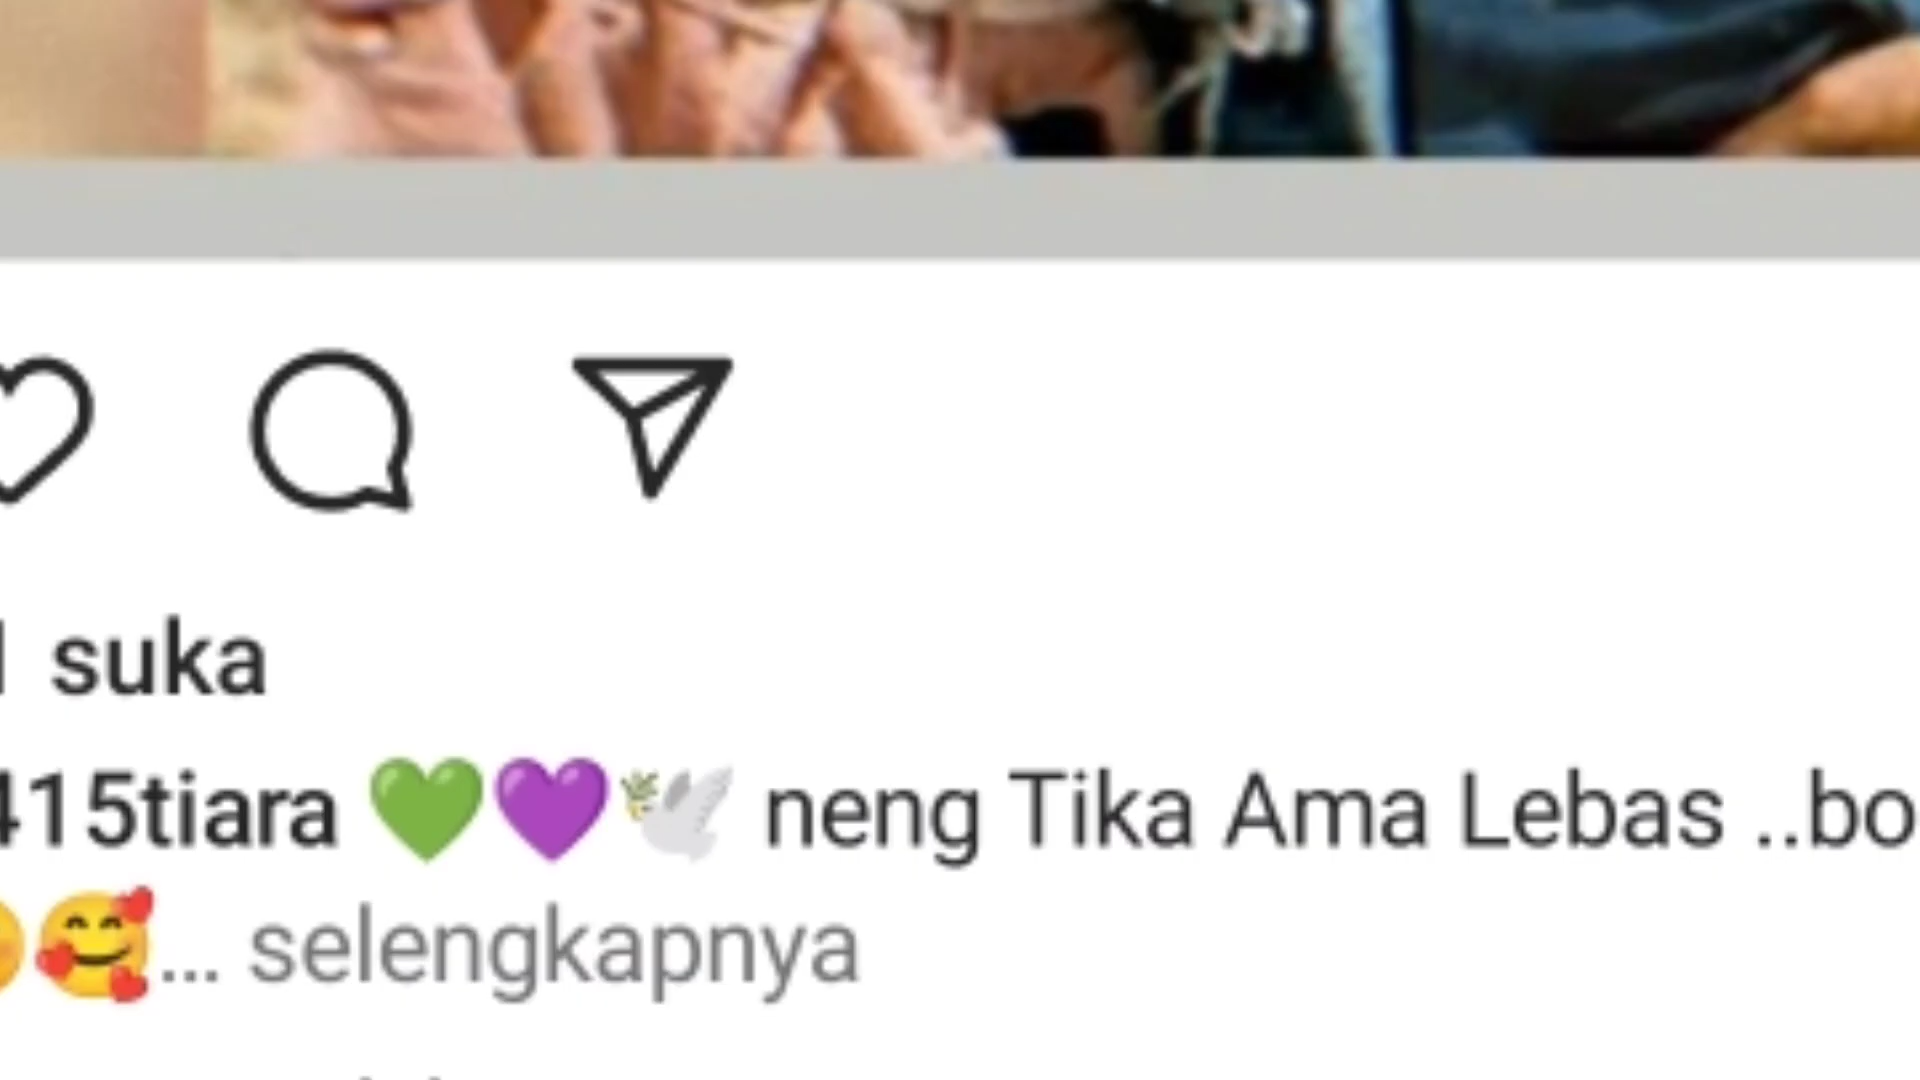 suka
415tiara 💚💜🕊️ neng Tika Ama Lebas ..bo
🥰... selengkapnya